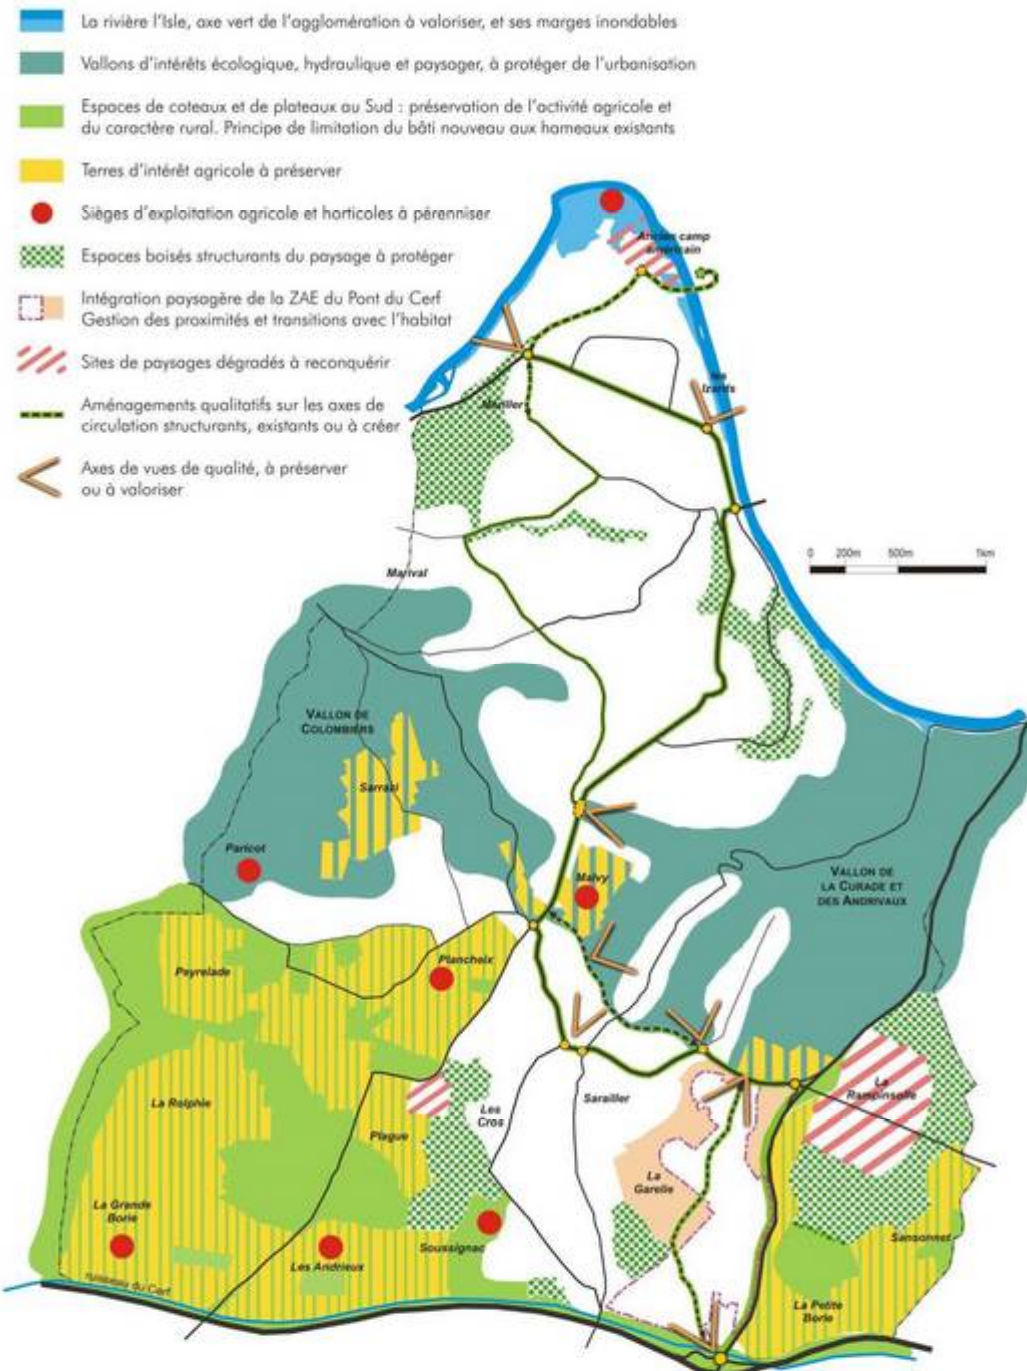 La rivière l'Isle, axe vert de l'agglomération à valoriser, et ses marges inondables
Vallons d'intérêts écologique, hydraulique et paysager, à protéger de l'urbanisation
Espaces de coteaux et de plateaux au Sud : préservation de l'activité agricole et
du caractère rural. Principe de limitation du bâti nouveau aux hameaux existants
Terres d'intérêt agricole à préserver
Sièges d'exploitation agricole et horticoles à pérenniser
Espaces boisés structurants du paysage à protéger
Intégration paysagère de la ZAE du Pont du Cerf
Gestion des proximités et transitions avec l'habitat
Sites de paysages dégradés à reconquérir
Aménagements qualitatifs sur les axes de
circulation structurants, existants ou à créer
Axes de vues de qualité, à préserver
ou à valoriser
Ancien camp
américain
Les
Izards
0 200m 500m 1km
Marival
VALLON DE
COLOMBIERS
Sarrazi
Paricot
Malvy
VALLON DE
LA CURADE ET
DES ANDRIVAUX
Peyrelade
Plancheix
La Rolphie
Plague
Les
Cros
Sarailler
La
Rampinsolle
La
Garelie
La Grande
Borie
Les Andrieux
Soussignac
Sansonnet
La Petite
Borie
ruisseau du Cerf